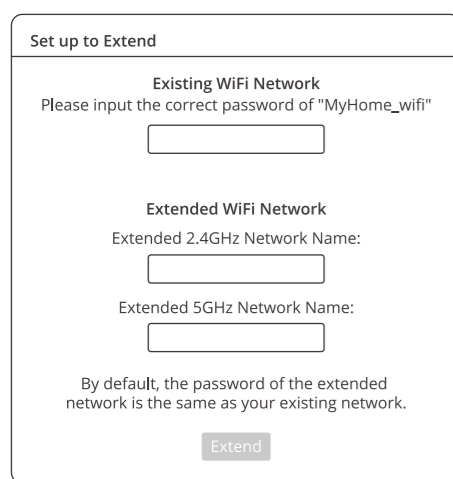 Set up to Extend
Existing WiFi Network
Please input the correct password of "MyHome_wifi"
Extended WiFi Network
Extended 2.4GHz Network Name:
Extended 5GHz Network Name:
By default, the password of the extended
network is the same as your existing network.
Extend